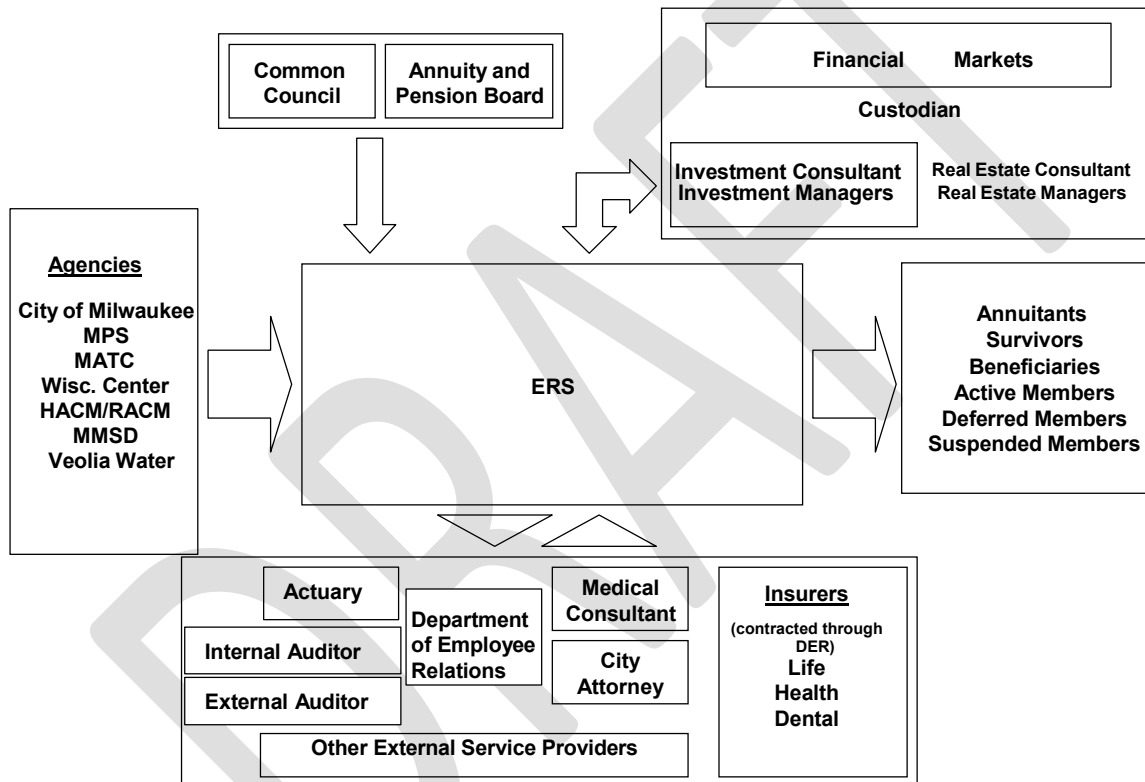 Common
Council
Annuity and
Pension Board
Financial Markets
Custodian
Investment Consultant
Investment Managers
Real Estate Consultant
Real Estate Managers
Agencies
City of Milwaukee
MPS
MATC
Wisc. Center
HACM/RACM
MMSD
Veolia Water
ERS
Annuitants
Survivors
Beneficiaries
Active Members
Deferred Members
Suspended Members
Actuary
Internal Auditor
External Auditor
Department
of Employee
Relations
Medical
Consultant
City
Attorney
Other External Service Providers
Insurers
(contracted through
DER)
Life
Health
Dental
DRAFT